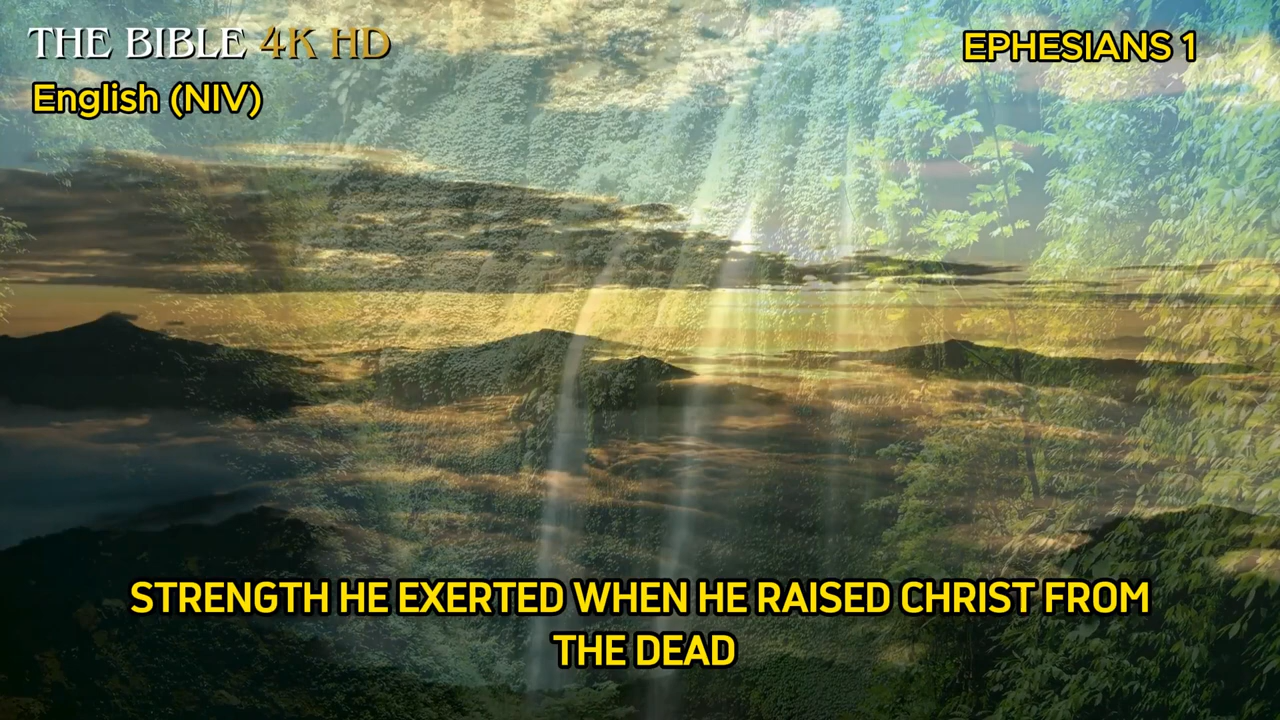 THE BIBLE 4K HD
EPHESIANS 1
English (NIV)
STRENGTH HE EXERTED WHEN HE RAISED CHRIST FROM
THE DEAD